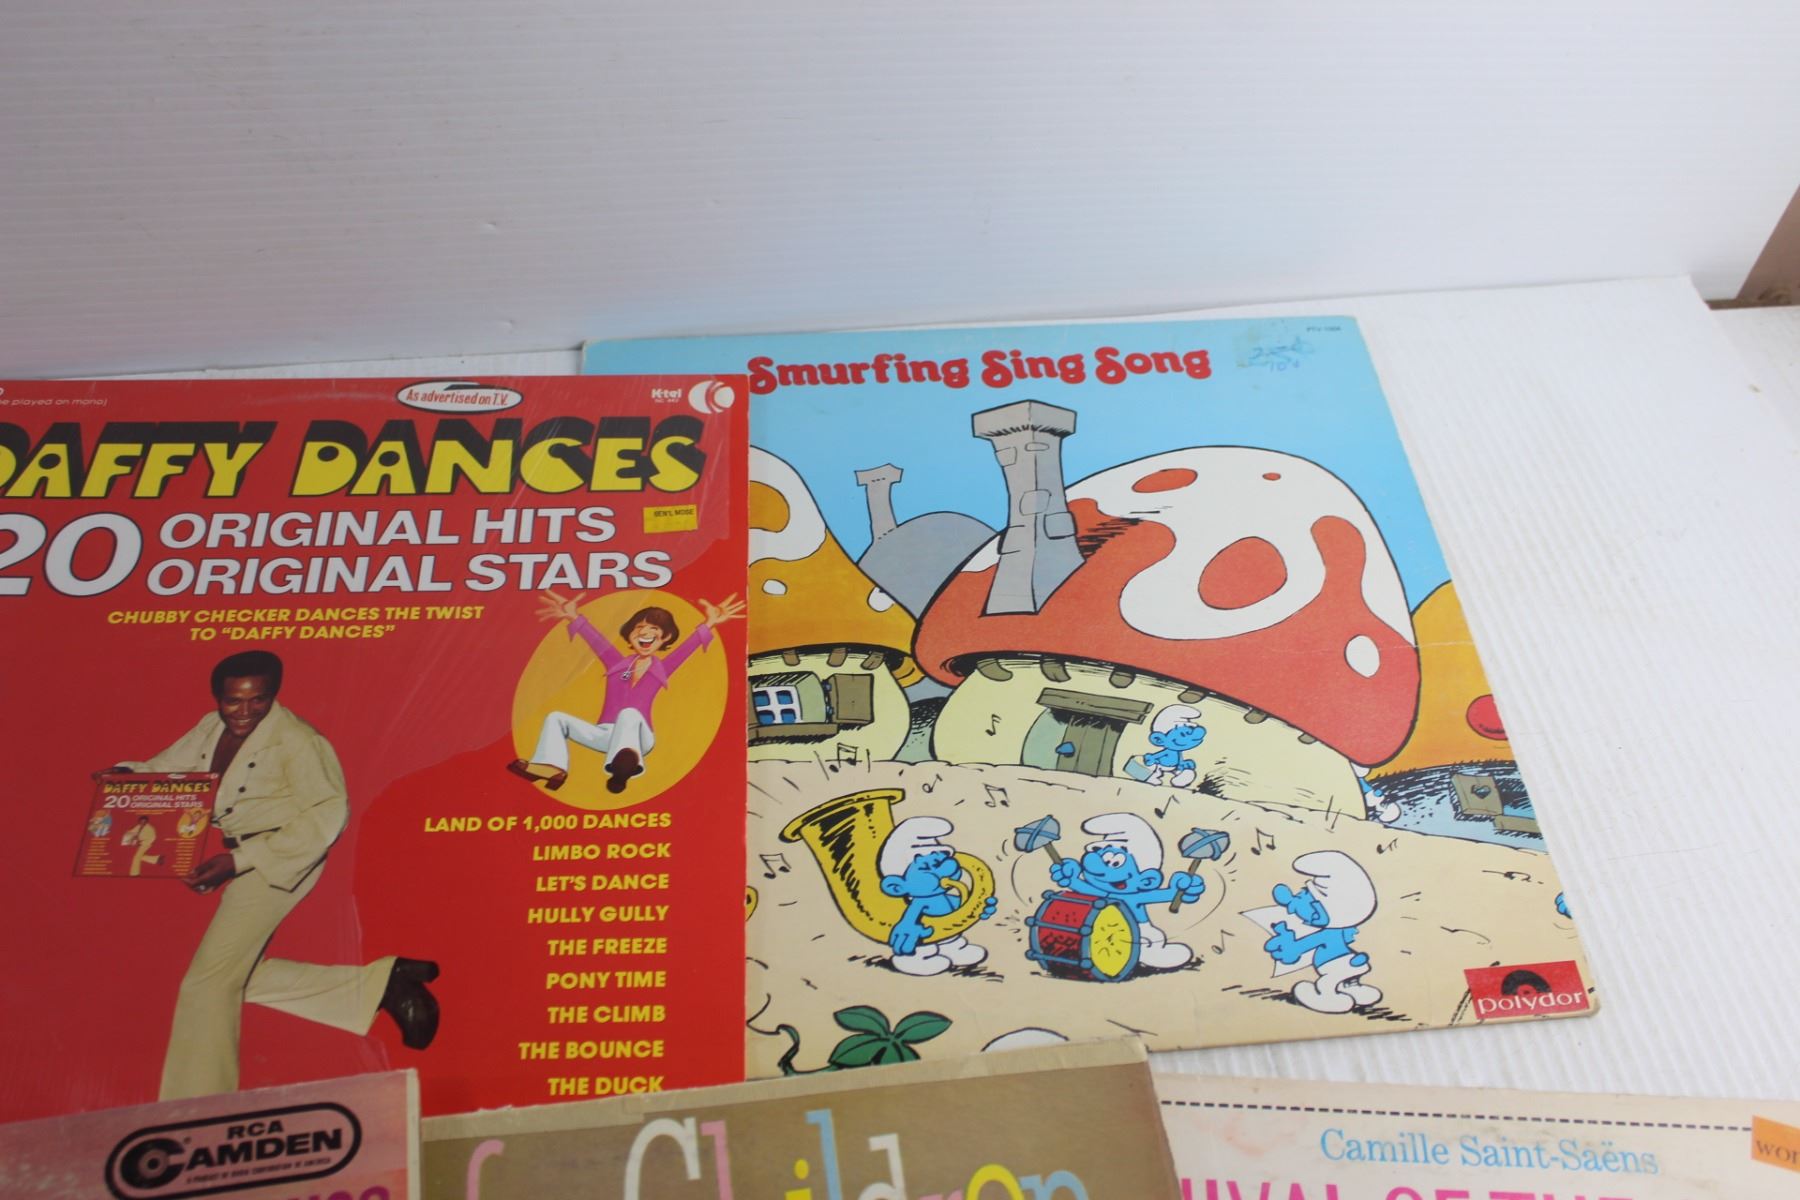 e played on mono)
As advertised on T.V.
K-tel
DAFFY DANCES
20 ORIGINAL HITS
ORIGINAL STARS
CHUBBY CHECKER DANCES THE TWIST
TO "DAFFY DANCES"
DAFFY DANCES
20 ORIGINAL HITS
ORIGINAL STARS
LAND OF 1,000 DANCES
LIMBO ROCK
LET'S DANCE
HULLY GULLY
THE FREEZE
PONY TIME
THE CLIMB
THE BOUNCE
THE DUCK
Smurfing Sing Song
polydor
RCA
CAMDEN
Children
Camille Saint-Saëns